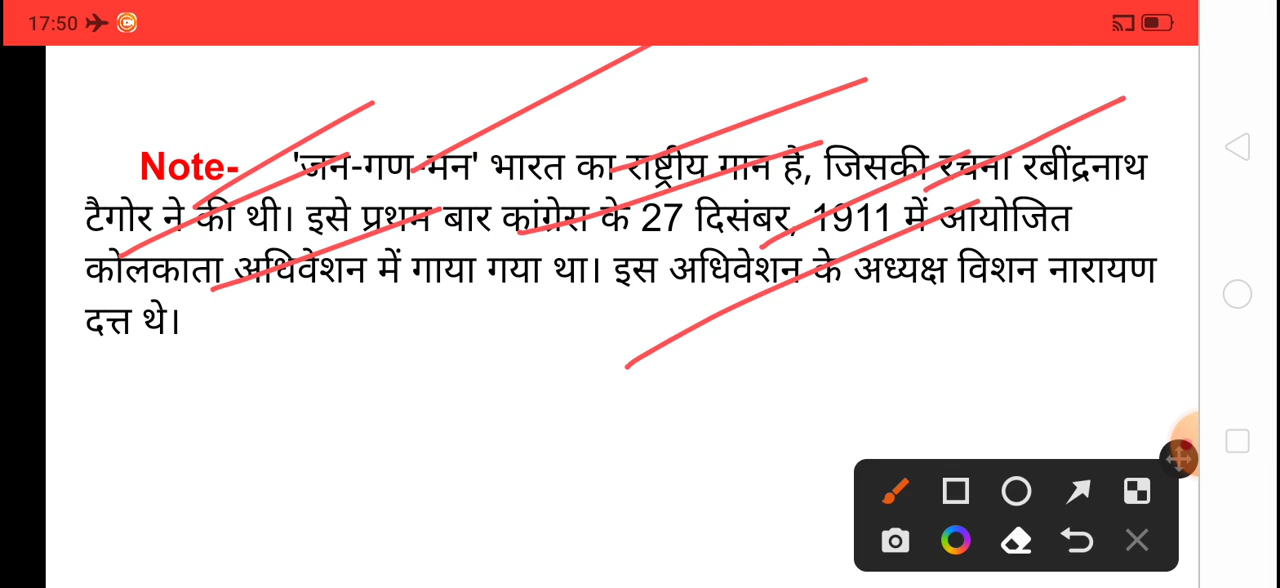 17:50
Note- 'जन-गण-मन' भारत का राष्ट्रीय गान है, जिसकी रचना रबींद्रनाथ
टैगोर ने की थी। इसे प्रथम बार कांग्रेस के 27 दिसंबर, 1911 में आयोजित
कोलकाता अधिवेशन में गाया गया था। इस अधिवेशन के अध्यक्ष विशन नारायण
दत्त थे।